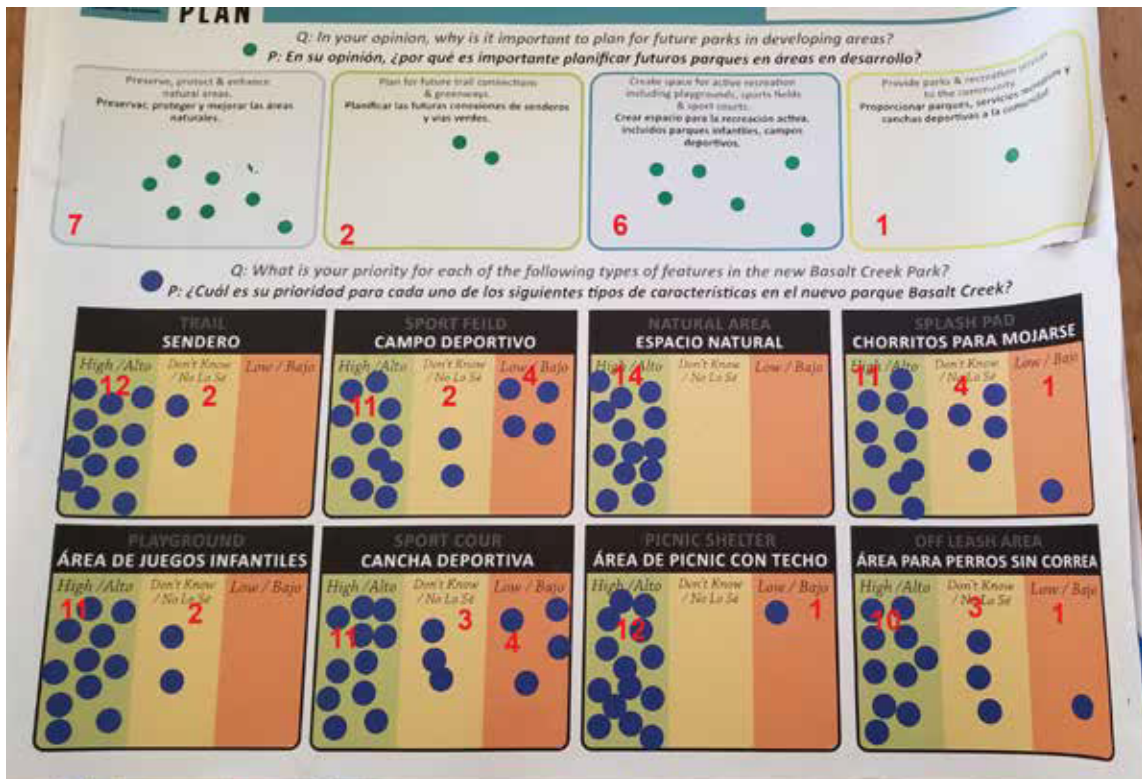 PLAN
Q: In your opinion, why is it important to plan for future parks in developing areas?
P: En su opinión, ¿por qué es importante planificar futuros parques en áreas en desarrollo?
Preserve, protect & enhance
natural areas.
Preservar, proteger y mejorar las áreas
naturales.
7
Plan for future trail connections
& greenways.
Planificar las futuras conexiones de senderos
y vías verdes.
2
Create space for active recreation
including playgrounds, sports fields
& sport courts.
Crear espacio para la recreación activa,
incluidos parques infantiles, campos
deportivos.
6
Provide parks & recreation services
to the community.
Proporcionar parques, servicios recreativos y
canchas deportivas a la comunidad
1
Q: What is your priority for each of the following types of features in the new Basalt Creek Park?
P: ¿Cuál es su prioridad para cada uno de los siguientes tipos de características en el nuevo parque Basalt Creek?
TRAIL
SENDERO
High /Alto Don't Know / No Lo Sé Low / Bajo
12 2
SPORT FEILD
CAMPO DEPORTIVO
High /Alto Don't Know / No Lo Sé Low / Bajo
11 2 4
NATURAL AREA
ESPACIO NATURAL
High /Alto Don't Know / No Lo Sé Low / Bajo
14
SPLASH PAD
CHORRITOS PARA MOJARSE
High /Alto Don't Know / No Lo Sé Low / Bajo
11 4 1
PLAYGROUND
ÁREA DE JUEGOS INFANTILES
High /Alto Don't Know / No Lo Sé Low / Bajo
11 2
SPORT COUR
CANCHA DEPORTIVA
High /Alto Don't Know / No Lo Sé Low / Bajo
11 3 4
PICNIC SHELTER
ÁREA DE PICNIC CON TECHO
High /Alto Don't Know / No Lo Sé Low / Bajo
12 1
OFF LEASH AREA
ÁREA PARA PERROS SIN CORREA
High /Alto Don't Know / No Lo Sé Low / Bajo
10 3 1